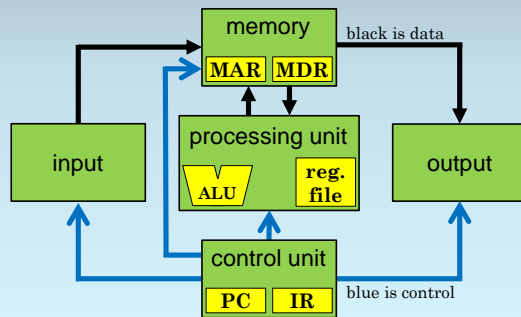 memory
black is data
MAR MDR
processing unit
input
output
ALU
reg.
file
control unit
PC IR
blue is control